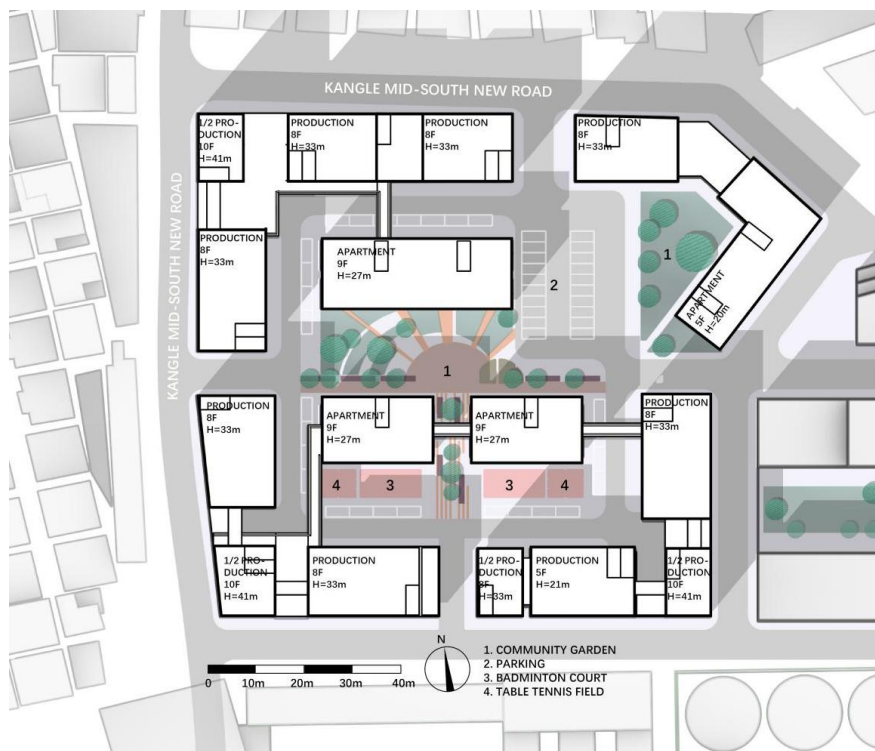 KANGLE MID-SOUTH NEW ROAD
1/2 PRO-
DUCTION
10F
H=41m
PRODUCTION
8F
H=33m
PRODUCTION
8F
H=33m
PRODUCTION
8F
H=33m
KANGLE MID-SOUTH NEW ROAD
PRODUCTION
8F
H=33m
APARTMENT
9F
H=27m
2
1
APARTMENT
5F
H=20m
1
PRODUCTION
8F
H=33m
APARTMENT
9F
H=27m
APARTMENT
9F
H=27m
PRODUCTION
8F
H=33m
4
3
3
4
1/2 PRO-
DUCTION
10F
H=41m
PRODUCTION
8F
H=33m
1/2 PRO-
DUCTION
8F
H=33m
PRODUCTION
5F
H=21m
1/2 PRO-
DUCTION
10F
H=41m
0 10m 20m 30m 40m
N
1. COMMUNITY GARDEN
2. PARKING
3. BADMINTON COURT
4. TABLE TENNIS FIELD